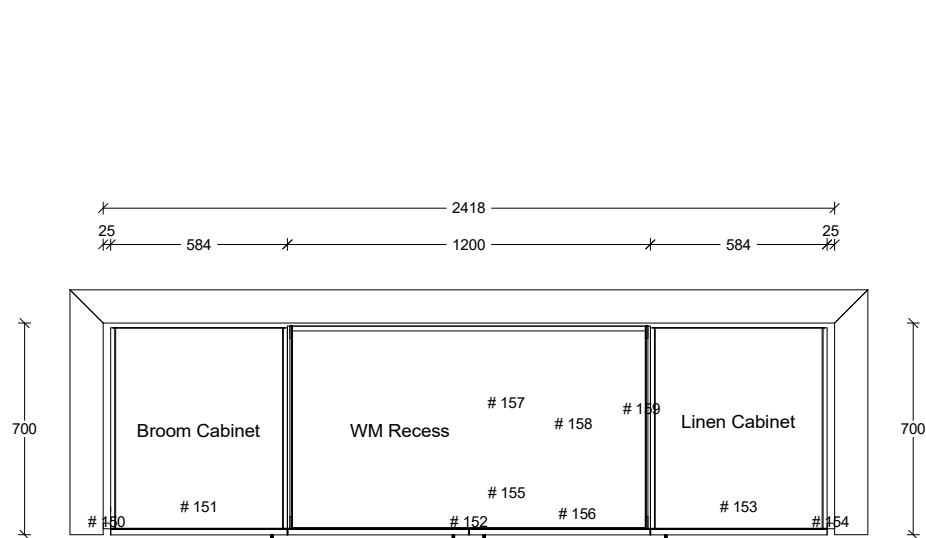 2418
25 25
584 1200 584
# 157
# 159
# 158
Linen Cabinet
700 Broom Cabinet WM Recess 700
# 155
# 151 # 153
# 156
# 150 # 152 # 154